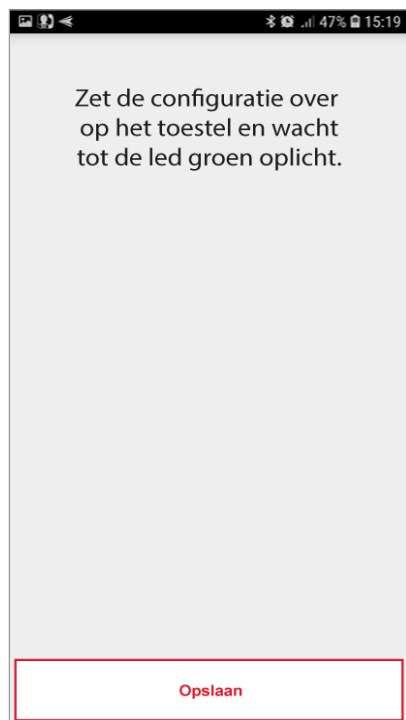 47% 15:19
Zet de configuratie over
op het toestel en wacht
tot de led groen oplicht.
Opslaan